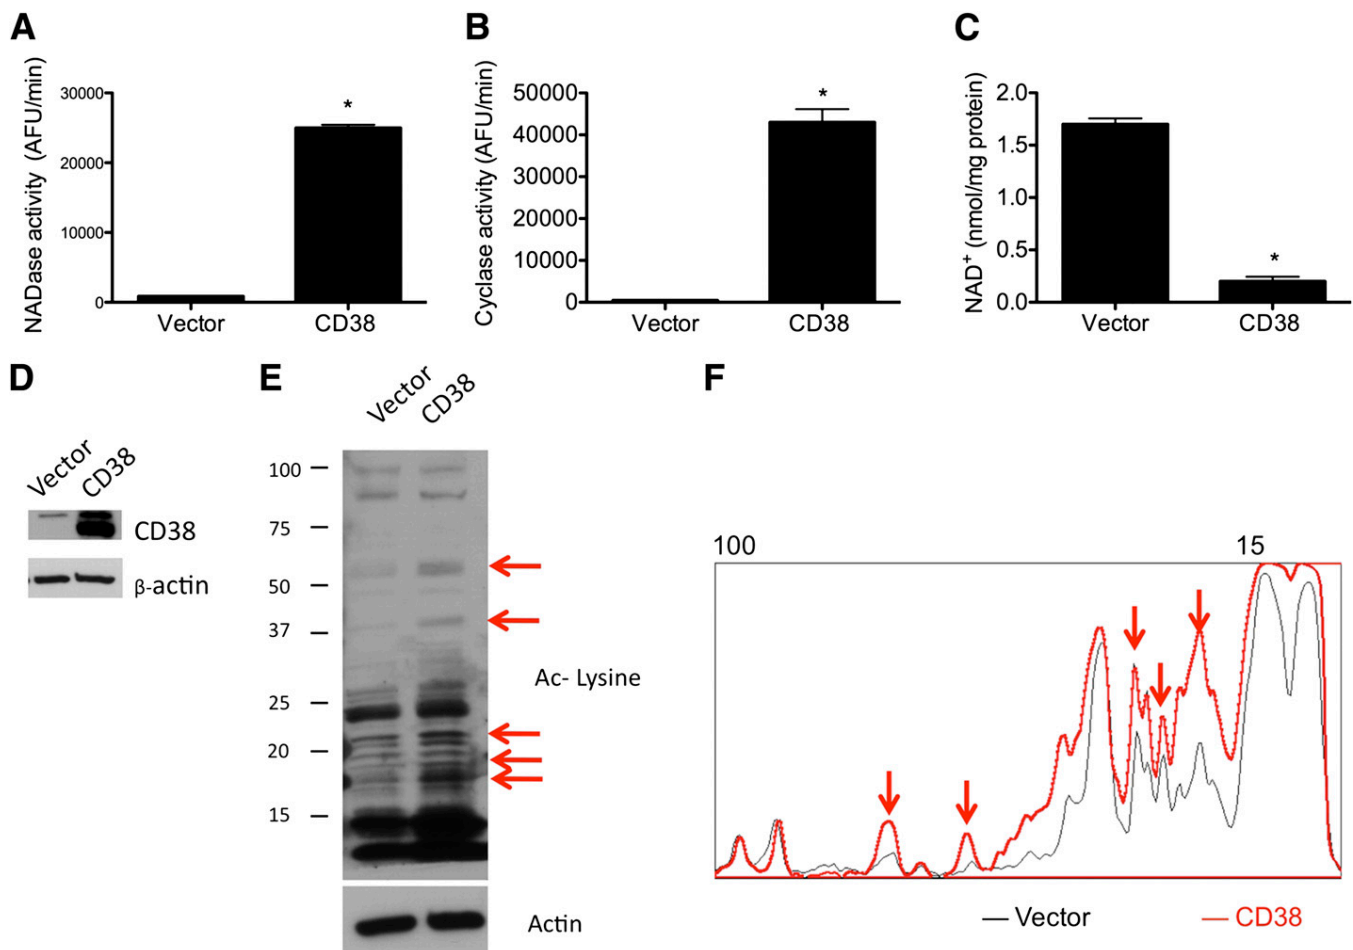 A
NADase activity (AFU/min)
30000
20000
10000
0
*
Vector
CD38
B
Cyclase activity (AFU/min)
50000
40000
30000
20000
10000
0
*
Vector
CD38
C
NAD+ (nmol/mg protein)
2.0
1.5
1.0
0.5
0.0
*
Vector
CD38
D
Vector
CD38
CD38
β-actin
E
Vector
CD38
100
75
50
37
25
20
15
Ac- Lysine
Actin
F
100 15
Vector CD38